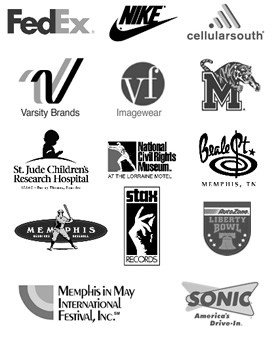 FedEx®
NIKE
cellularsouth
Varsity Brands
vf
Imagewear
M
St. Jude Children's
Research Hospital
National
Civil Rights
Museum
AT THE LORRAINE MOTEL
Beale St.
MEMPHIS, TN
MEMPHIS
stax
RECORDS
AutoZone
LIBERTY
BOWL
MEMPHIS IN MAY
INTERNATIONAL
FESTIVAL, INC.℠
SONIC
America's
Drive-In.